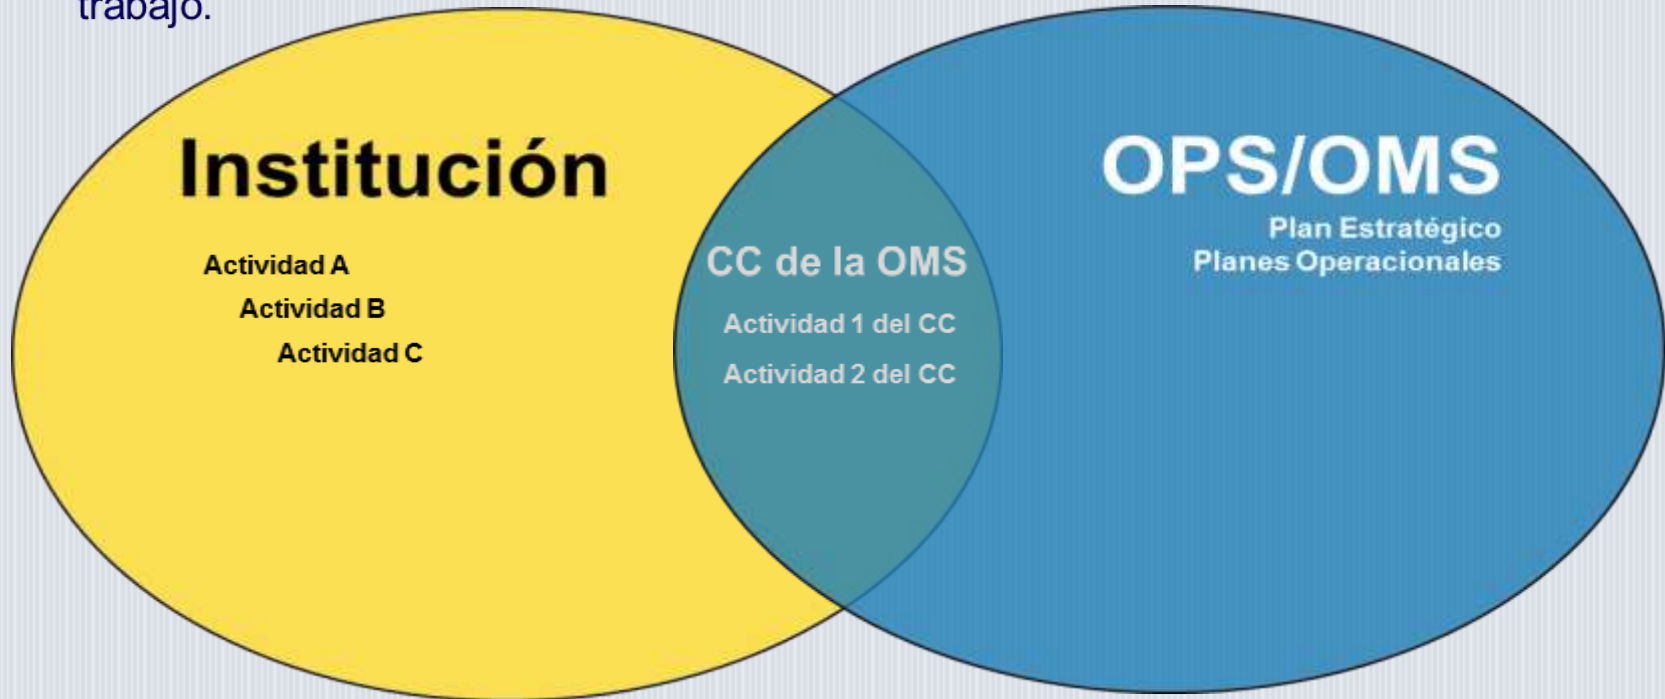 trabajo.
Institución
Actividad A
Actividad B
Actividad C
CC de la OMS
Actividad 1 del CC
Actividad 2 del CC
OPS/OMS
Plan Estratégico
Planes Operacionales